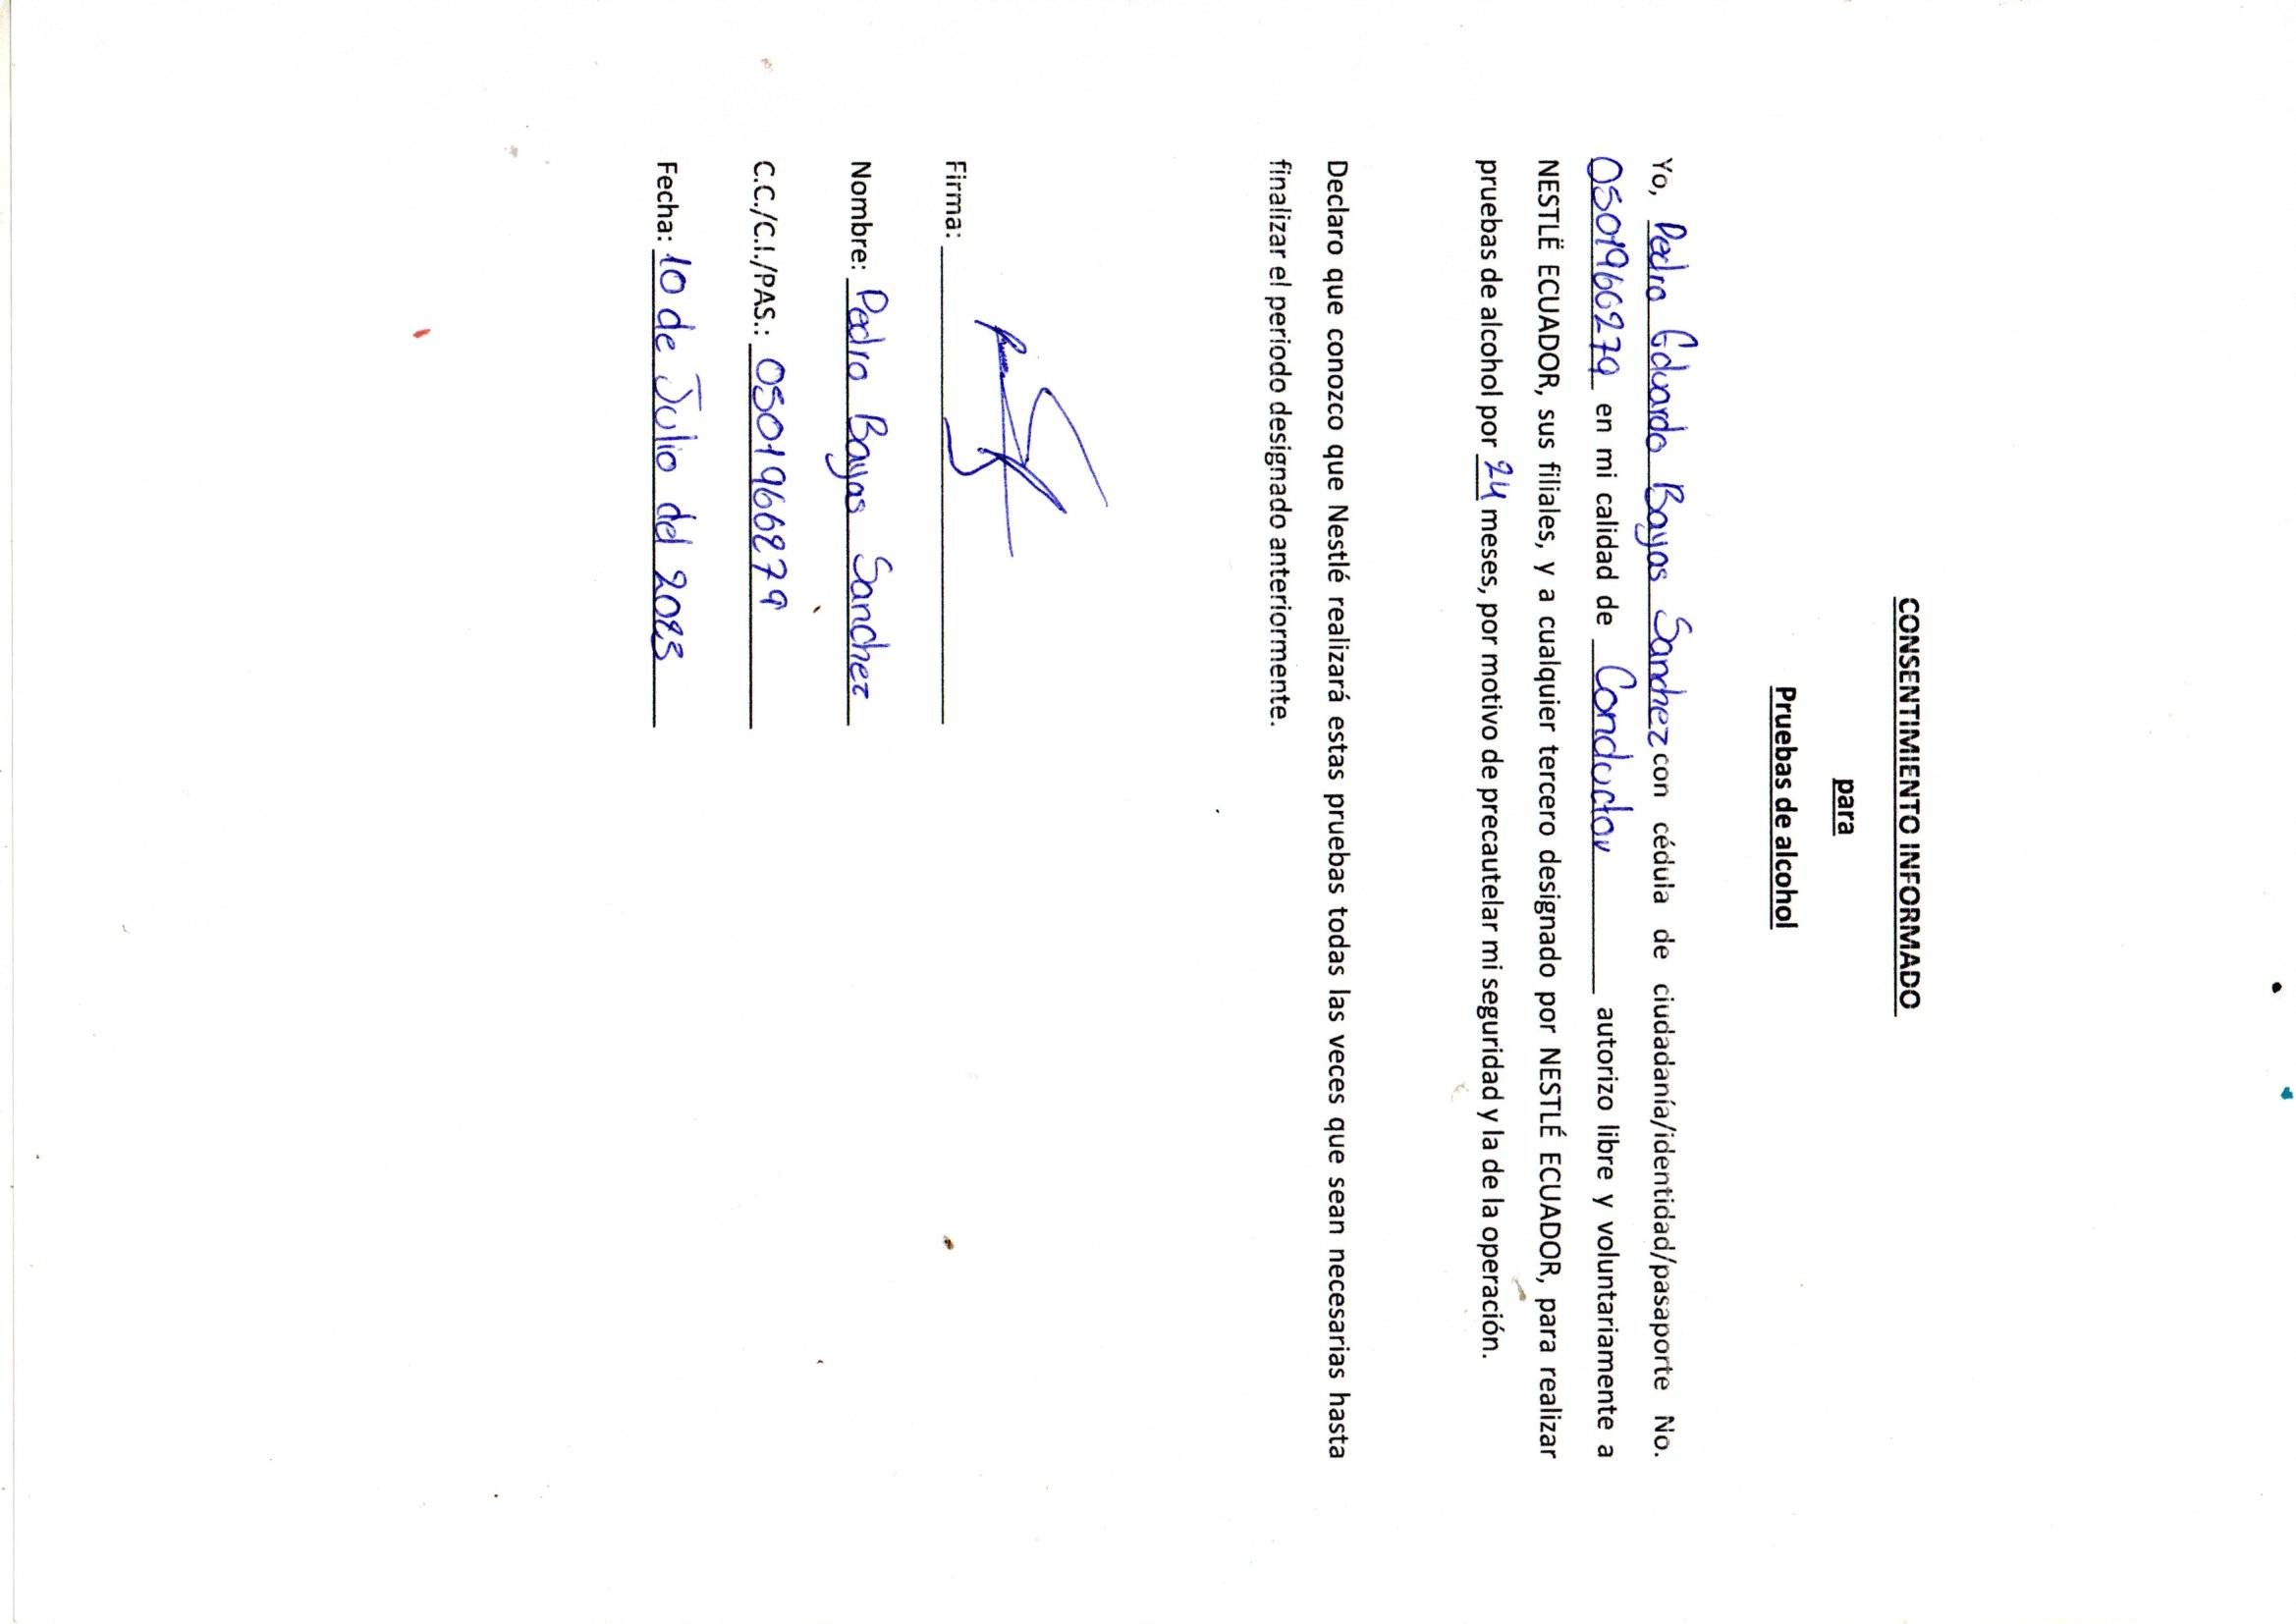 CONSENTIMIENTO INFORMADO
para
Pruebas de alcohol
Yo, Pedro Eduardo Bayas Sanchez con cédula de ciudadanía/identidad/pasaporte No.
0501966279 en mi calidad de Conductor autorizo libre y voluntariamente a
NESTLË ECUADOR, sus filiales, y a cualquier tercero designado por NESTLÉ ECUADOR, para realizar
pruebas de alcohol por 24 meses, por motivo de precautelar mi seguridad y la de la operación.
Declaro que conozco que Nestlé realizará estas pruebas todas las veces que sean necesarias hasta
finalizar el periodo designado anteriormente.
Firma:
Nombre: Pedro Bayas Sanchez
C.C./C.I./PAS.: 0501966279
Fecha: 10 de Julio del 2023